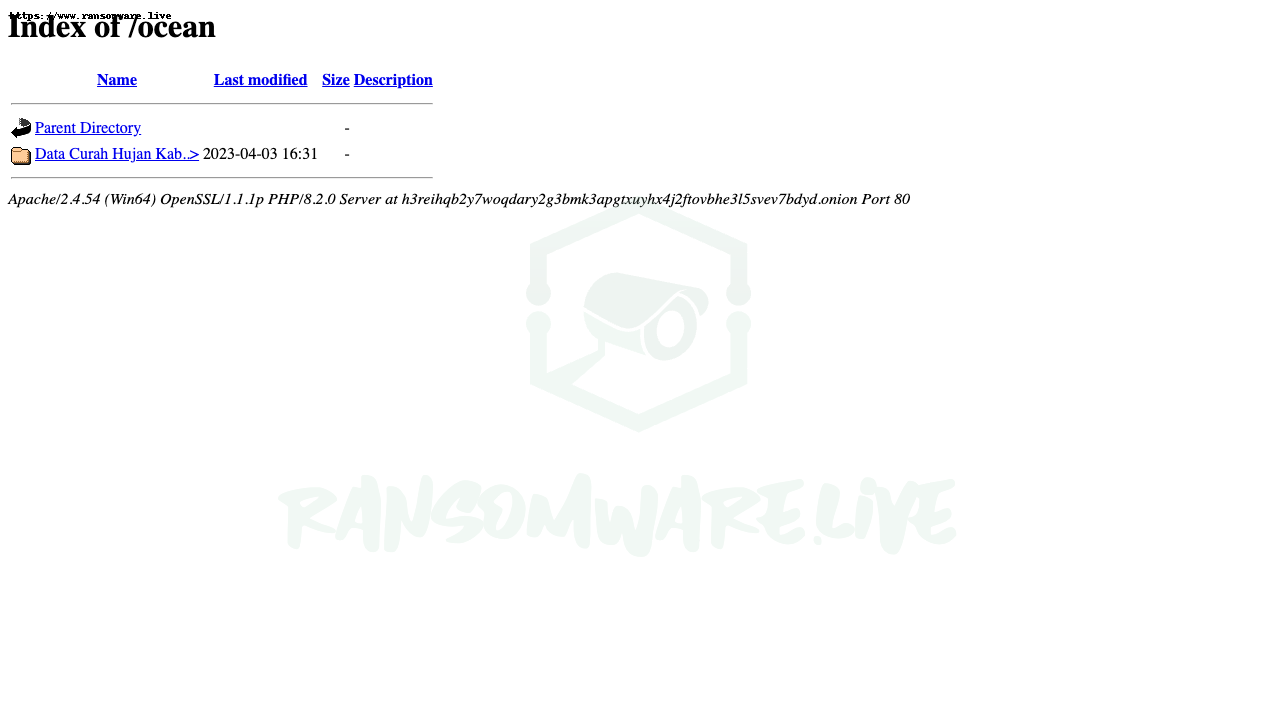 https://www.ransomware.live
Index of /ocean
Name Last modified Size Description
Parent Directory -
Data Curah Hujan Kab..> 2023-04-03 16:31 -
Apache/2.4.54 (Win64) OpenSSL/1.1.1p PHP/8.2.0 Server at h3reihqb2y7woqdary2g3bmk3apgtxuyhx4j2ftovbhe3l5svev7bdyd.onion Port 80
RANSOMWARE.LIVE